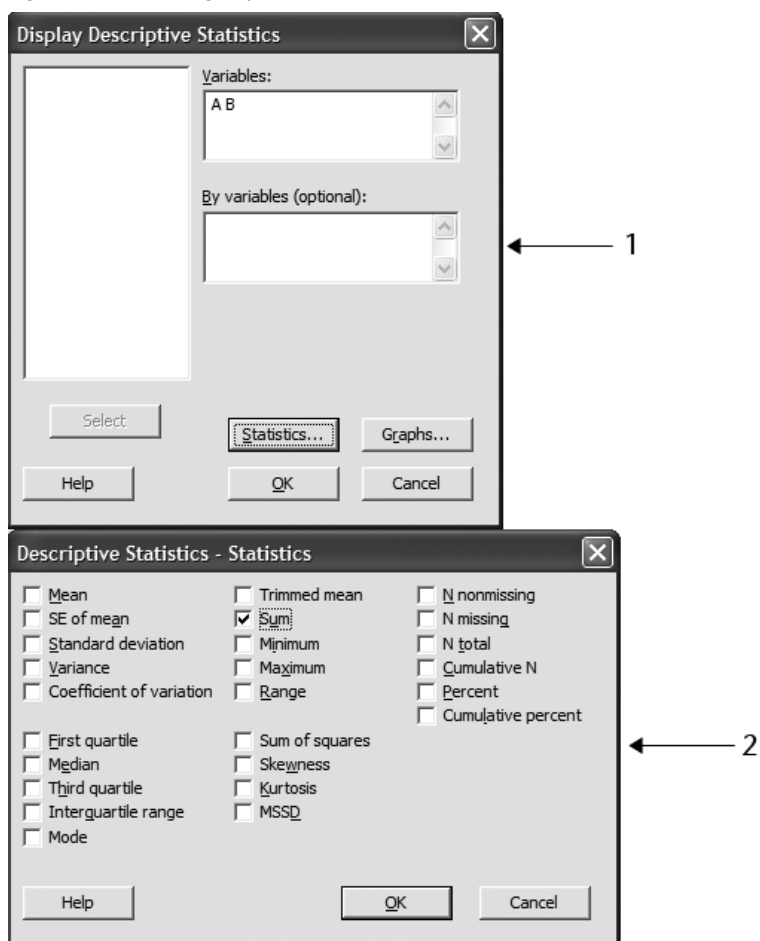 Display Descriptive Statistics
Variables:
A B
By variables (optional):
1
Select
Statistics...
Graphs...
Help
OK
Cancel
Descriptive Statistics - Statistics
Mean
Trimmed mean
N nonmissing
SE of mean
Sum
N missing
Standard deviation
Minimum
N total
Variance
Maximum
Cumulative N
Coefficient of variation
Range
Percent
Cumulative percent
First quartile
Sum of squares
2
Median
Skewness
Third quartile
Kurtosis
Interquartile range
MSSD
Mode
Help
OK
Cancel